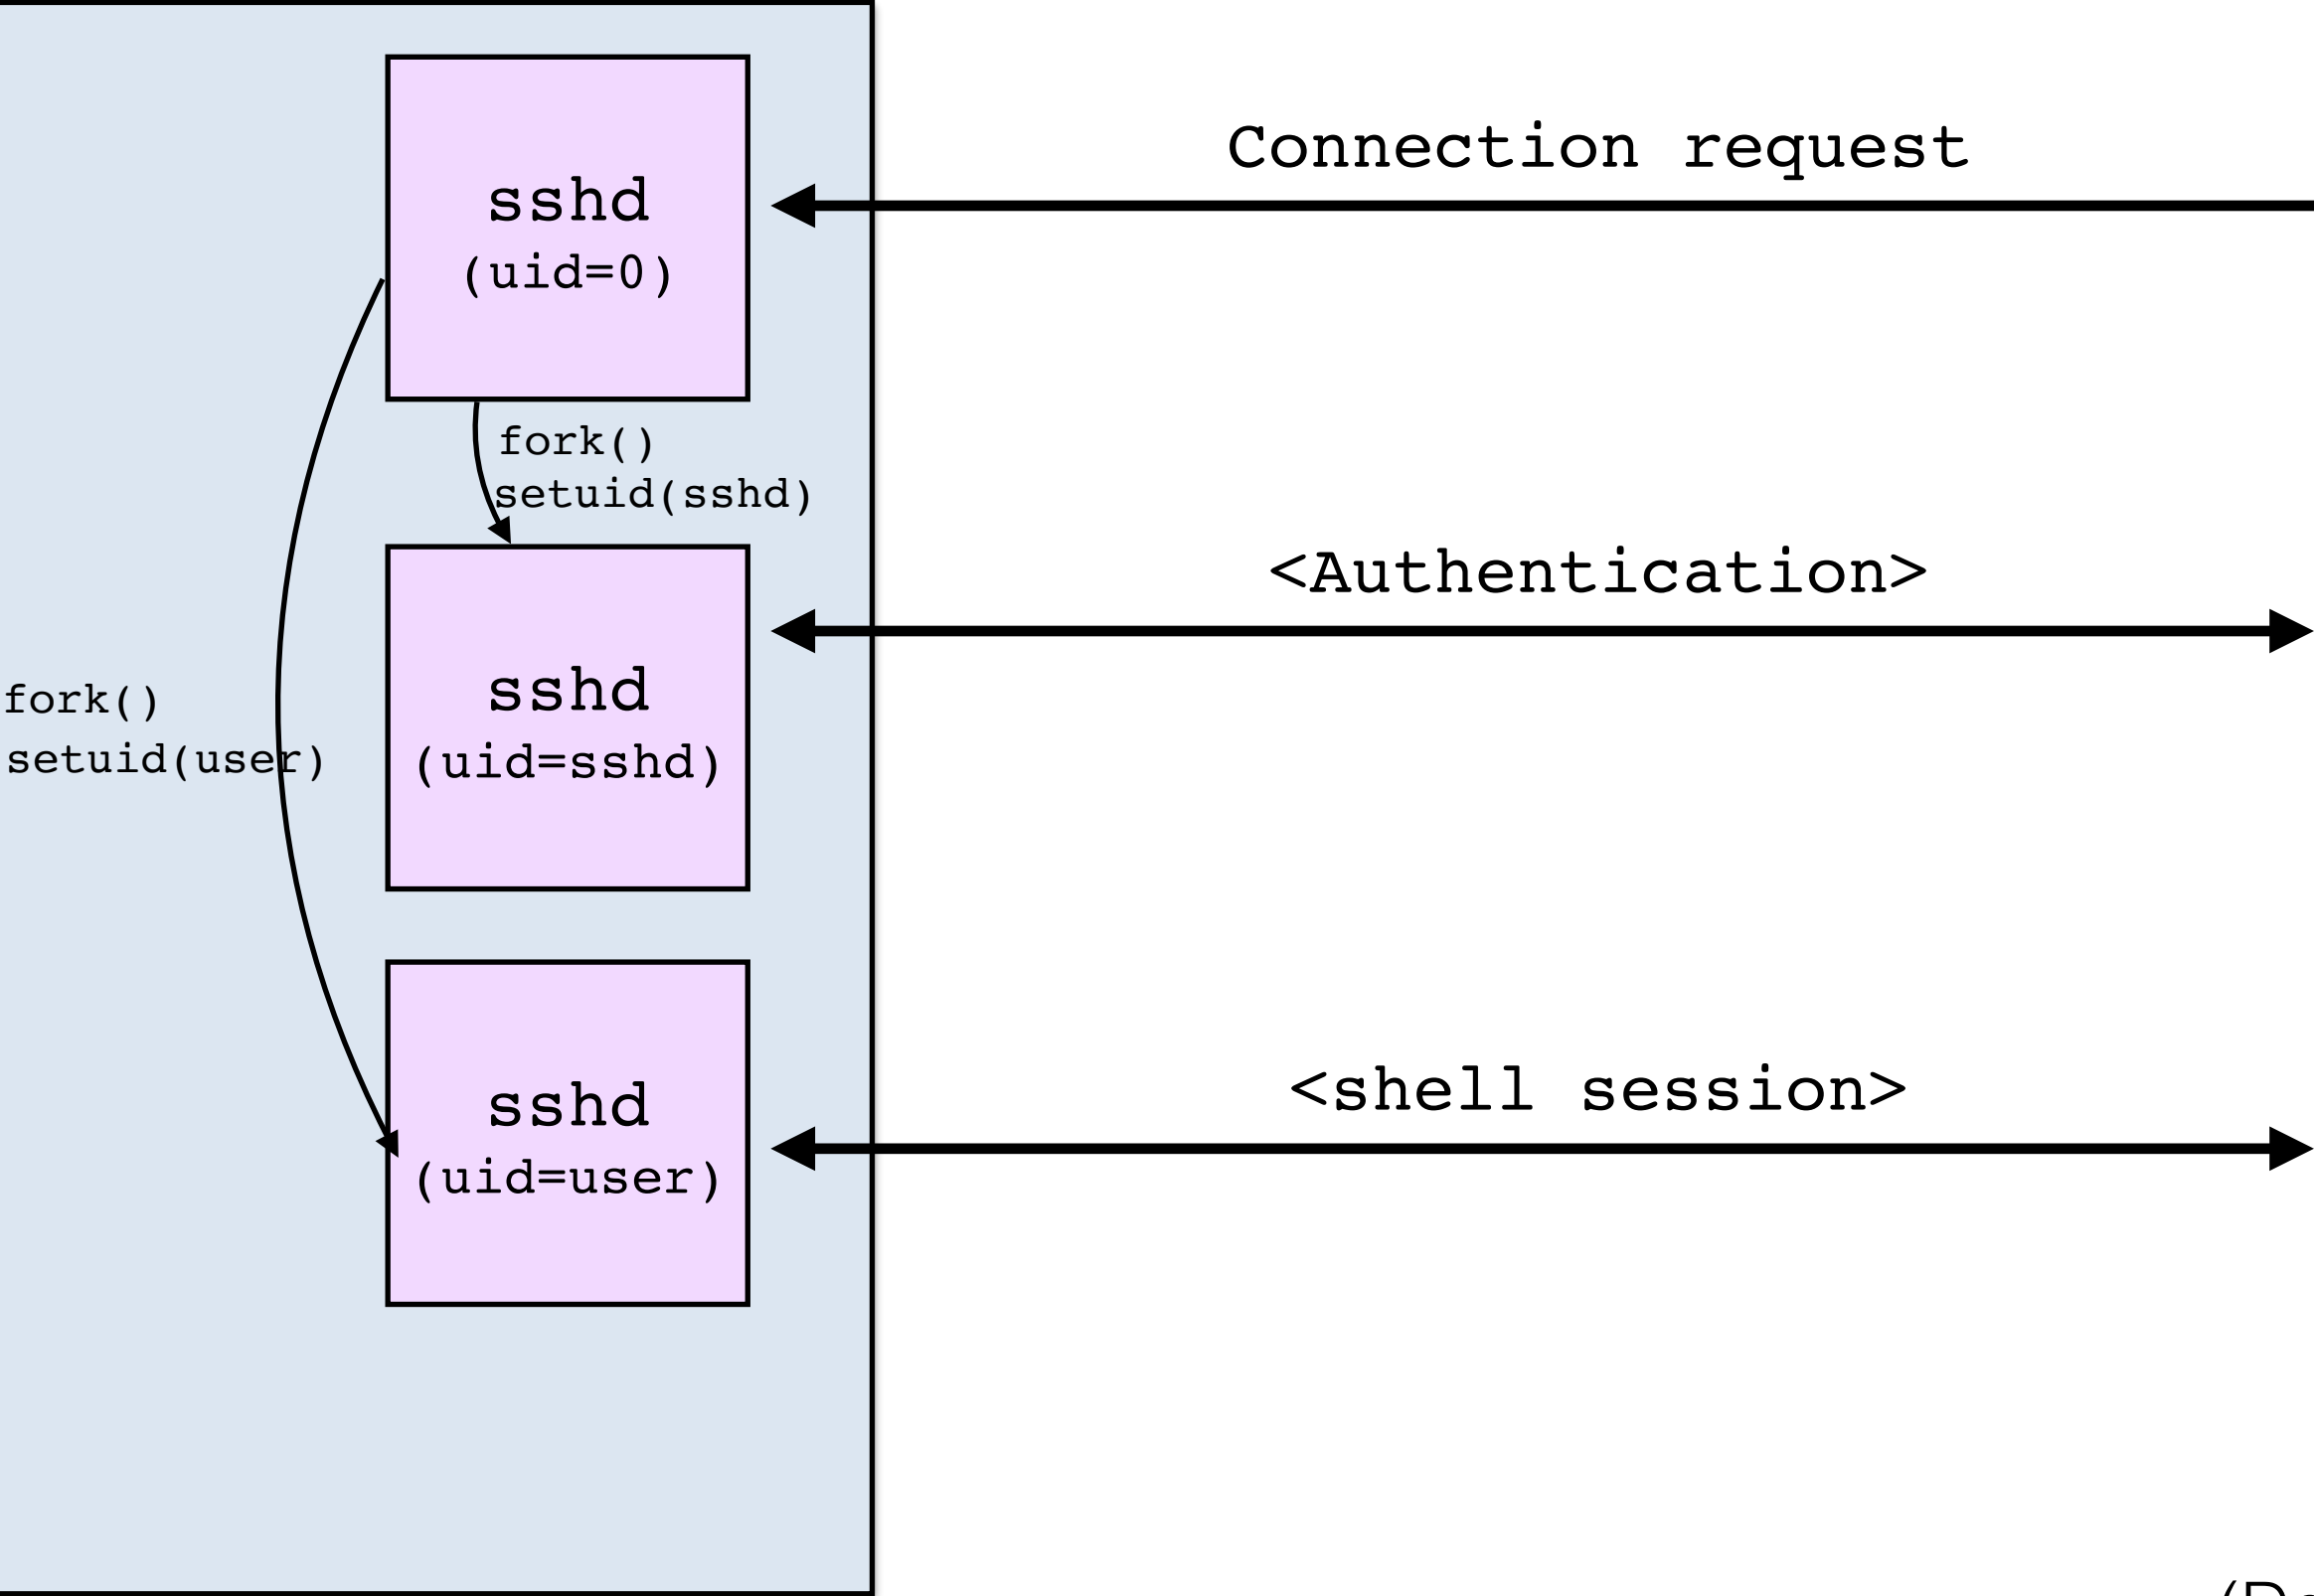 sshd
(uid=0)
Connection request
fork()
setuid(sshd)
sshd
(uid=sshd)
<Authentication>
fork()
setuid(user)
sshd
(uid=user)
<shell session>